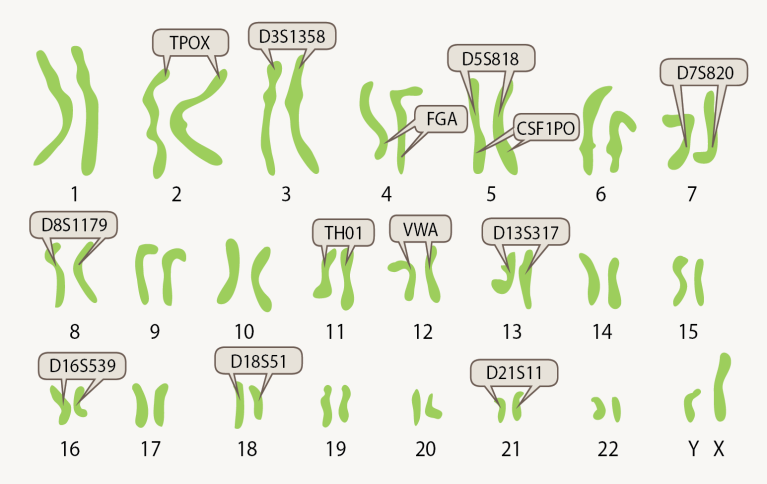 TPOX
D3S1358
FGA
D5S818
CSF1PO
D7S820
1 2 3 4 5 6 7
D8S1179
TH01
VWA
D13S317
8 9 10 11 12 13 14 15
D16S539
D18S51
D21S11
16 17 18 19 20 21 22 Y X